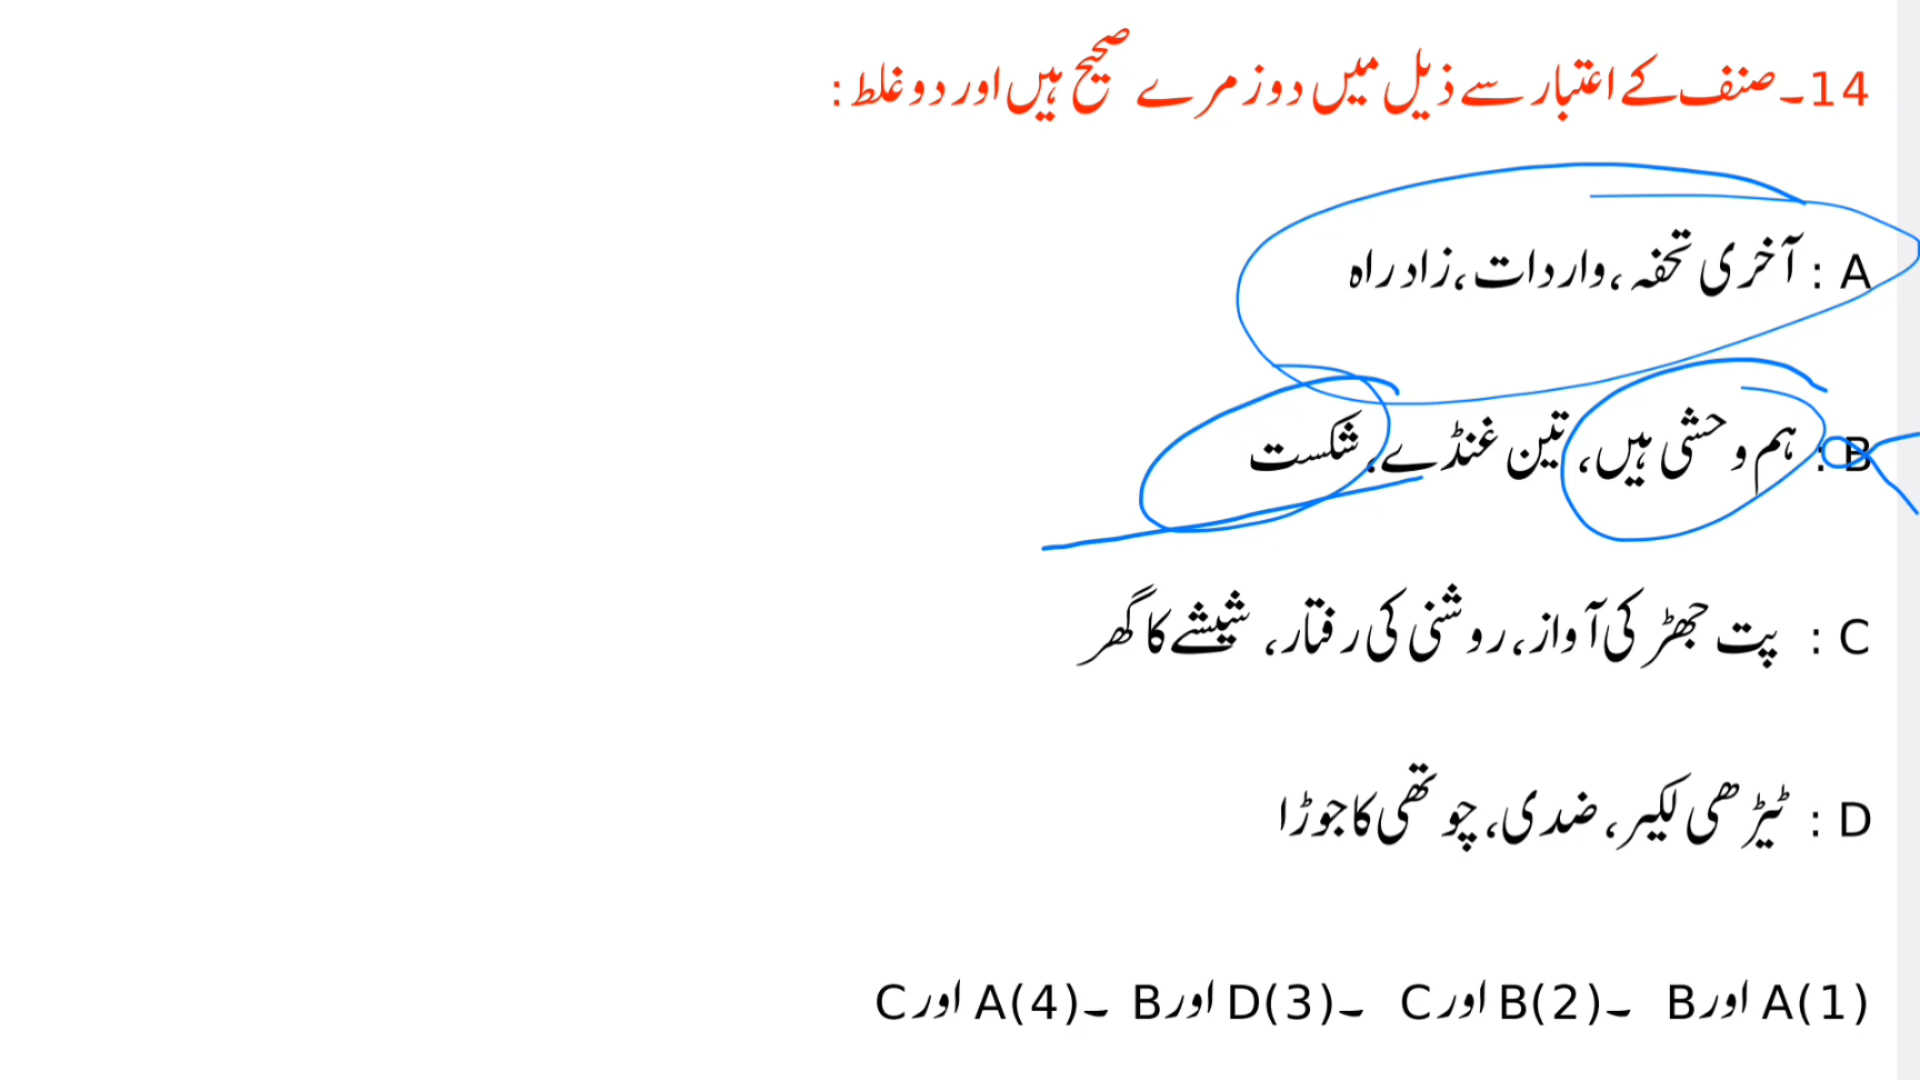 14۔صنف کے اعتبار سے ذیل میں دو زمرے صحیح ہیں اور دو غلط :
A : آخری تحفہ، واردات، زاد راہ
B : ہم وحشی ہیں، تین غنڈے، شکست
C : پت جھڑ کی آواز، روشنی کی رفتار، شیشے کا گھر
D : ٹیڑھی لکیر، ضدی، چوتھی کا جوڑا
(1)A اور B ۔(2)B اور C ۔(3)D اور B ۔(4)A اور C